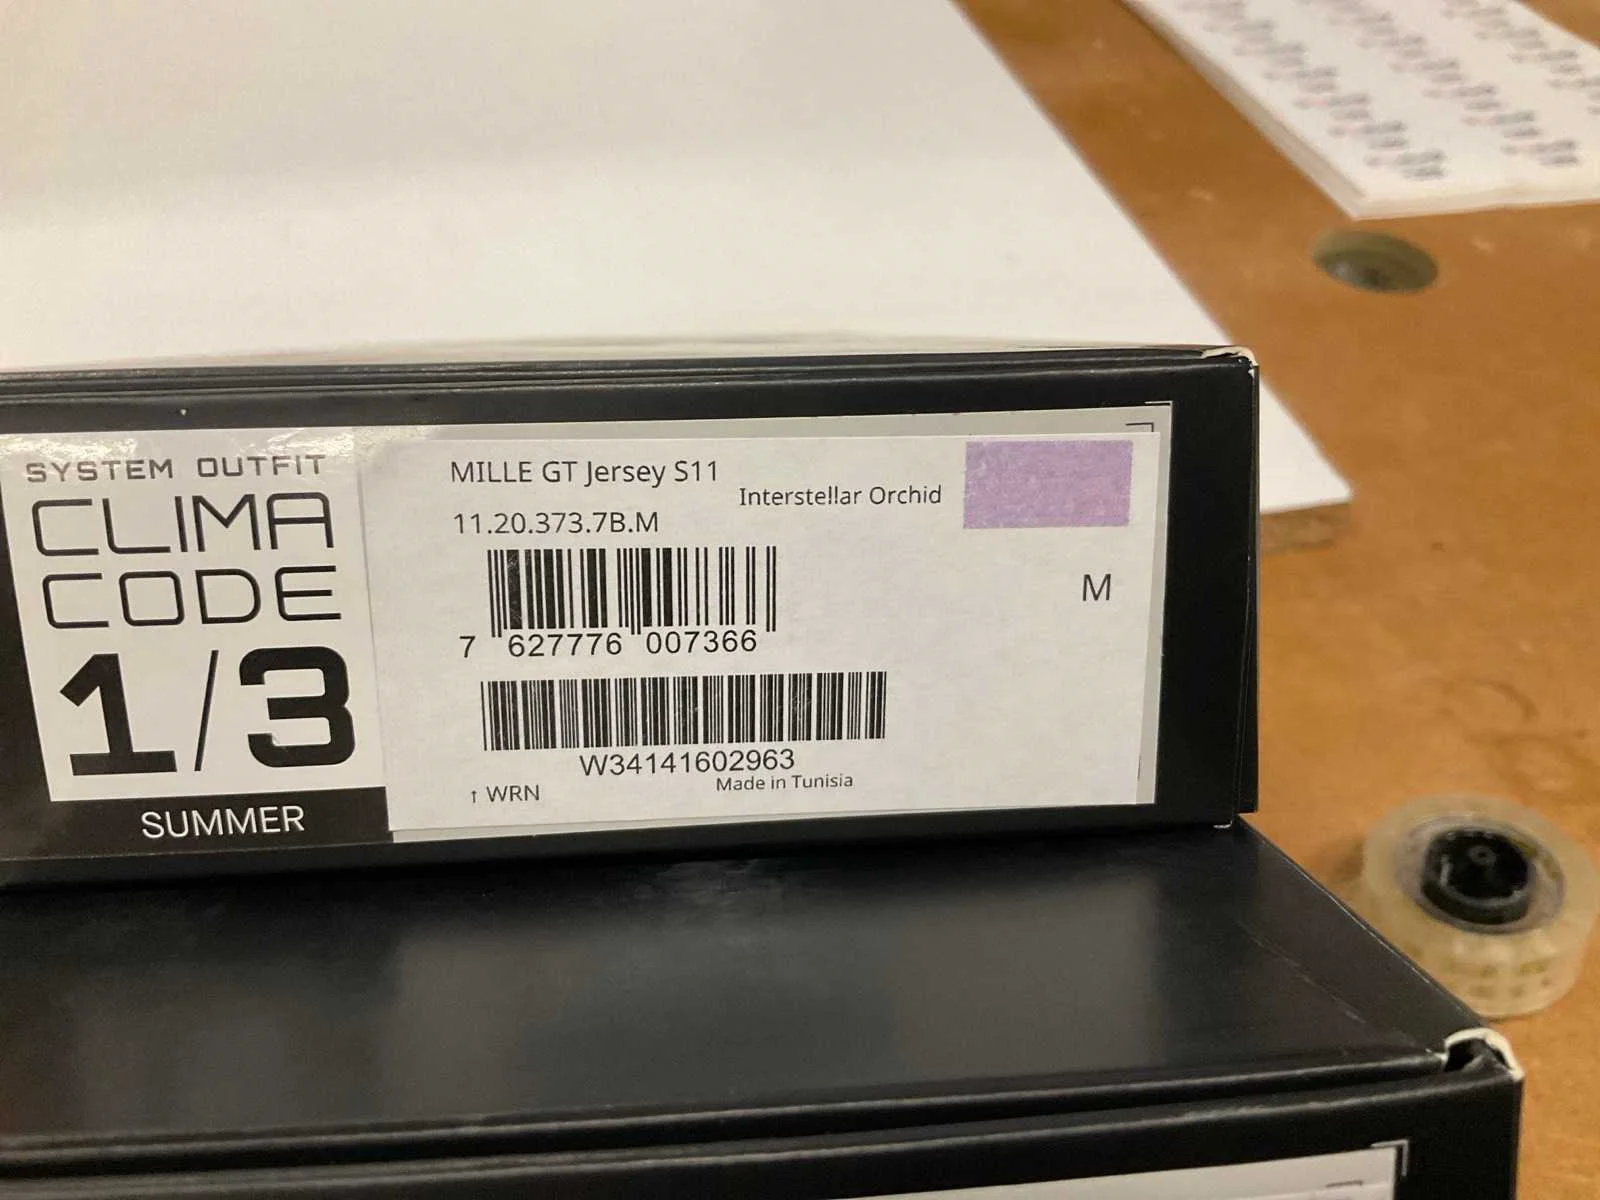 SYSTEM OUTFIT
CLIMA
CODE
1/3
SUMMER
MILLE GT Jersey S11
Interstellar Orchid
11.20.373.7B.M
M
7 627776 007366
W34141602963
Made in Tunisia
↑ WRN